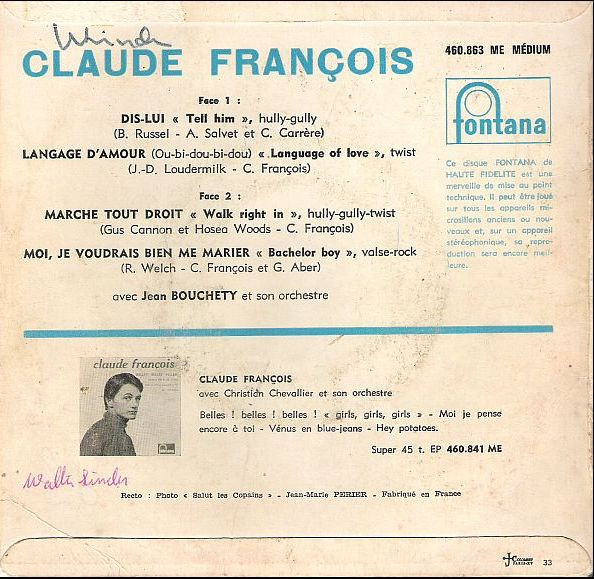 CLAUDE FRANÇOIS
460.863 ME MÉDIUM
Face 1 :
DIS-LUI « Tell him », hully-gully
(B. Russel - A. Salvet et C. Carrère)
LANGAGE D'AMOUR (Ou-bi-dou-bi-dou) « Language of love », twist
(J.-D. Loudermilk - C. François)
Face 2 :
MARCHE TOUT DROIT « Walk right in », hully-gully-twist
(Gus Cannon et Hosea Woods - C. François)
MOI, JE VOUDRAIS BIEN ME MARIER « Bachelor boy », valse-rock
(R. Welch - C. François et G. Aber)
avec Jean BOUCHETY et son orchestre
fontana
Ce disque FONTANA de
HAUTE FIDELITE est une
merveille de mise au point
technique. Il peut être joué
sur tous les appareils mi-
crosillons anciens ou nou-
veaux et, sur un appareil
stéréophonique, sa repro-
duction sera encore meil-
leure.
claude françois
CLAUDE FRANÇOIS
avec Christian Chevallier et son orchestre
Belles ! belles ! belles ! « girls, girls, girls » - Moi je pense
encore à toi - Vénus en blue-jeans - Hey potatoes.
Super 45 t. EP 460.841 ME
Recto : Photo « Salut les Copains » - Jean-Marie PERIER - Fabriqué en France
33